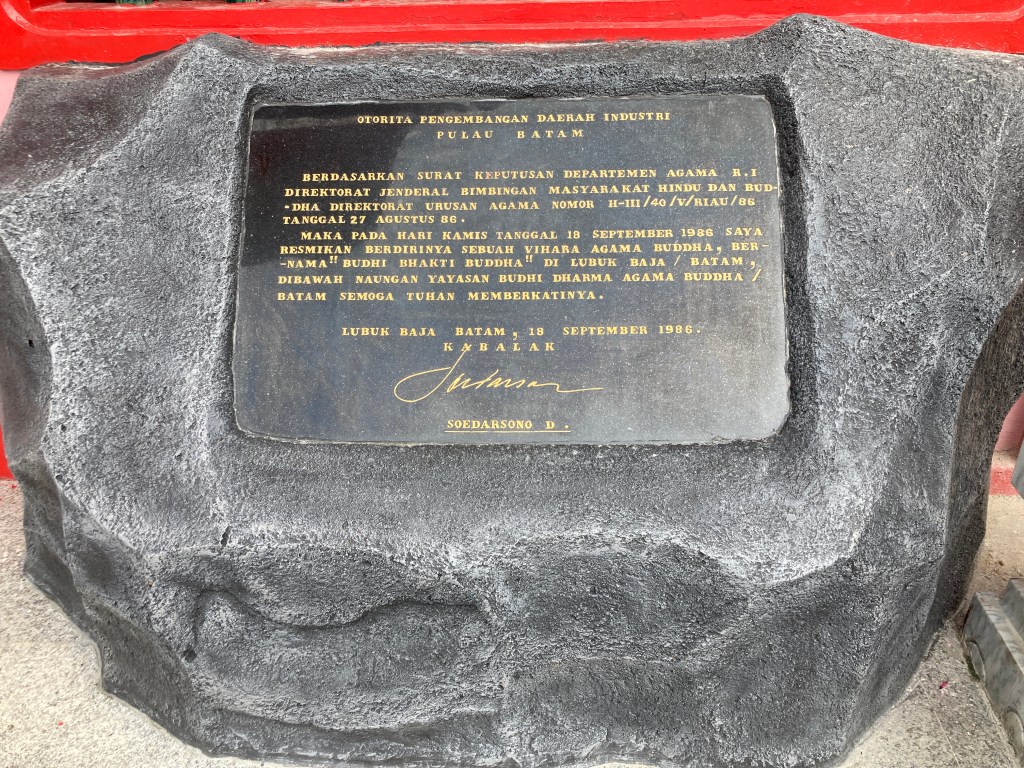 OTORITA PENGEMBANGAN DAERAH INDUSTRI
PULAU BATAM
BERDASARKAN SURAT KEPUTUSAN DEPARTEMEN AGAMA R.I
DIREKTORAT JENDERAL BIMBINGAN MASYARAKAT HINDU DAN BUD-
-DHA DIREKTORAT URUSAN AGAMA NOMOR H-III/40/V/RIAU/86
TANGGAL 27 AGUSTUS 86.
MAKA PADA HARI KAMIS TANGGAL 18 SEPTEMBER 1986 SAYA
RESMIKAN BERDIRINYA SEBUAH VIHARA AGAMA BUDDHA, BER-
-NAMA "BUDHI BHAKTI BUDDHA" DI LUBUK BAJA / BATAM,
DIBAWAH NAUNGAN YAYASAN BUDHI DHARMA AGAMA BUDDHA /
BATAM SEMOGA TUHAN MEMBERKATINYA.
LUBUK BAJA BATAM, 18 SEPTEMBER 1986.
KABALAK
SOEDARSONO D.